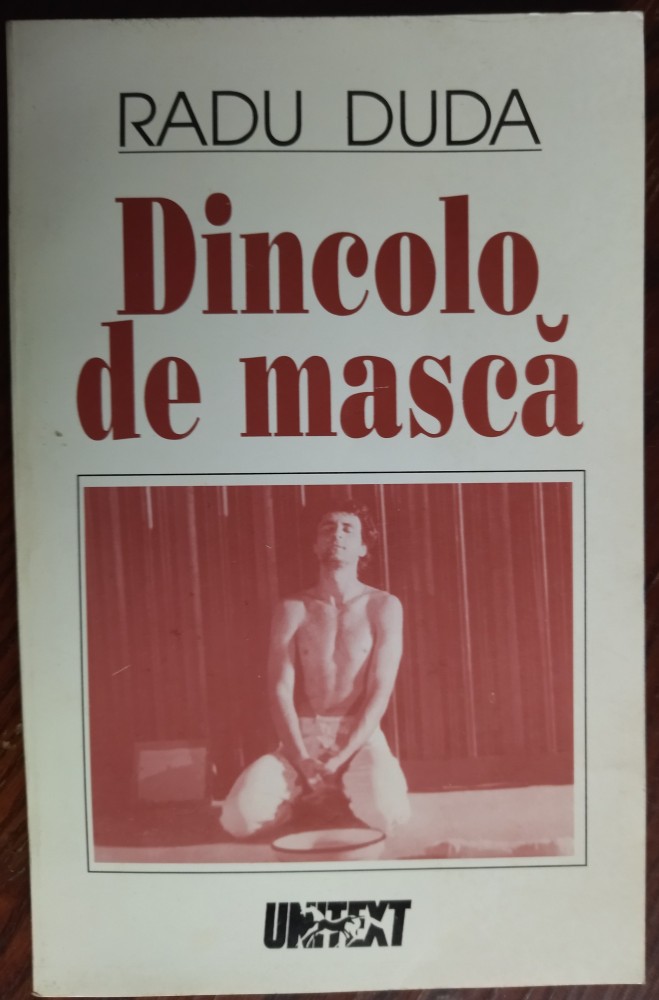 RADU DUDA
Dincolo
de mască
UNITEXT